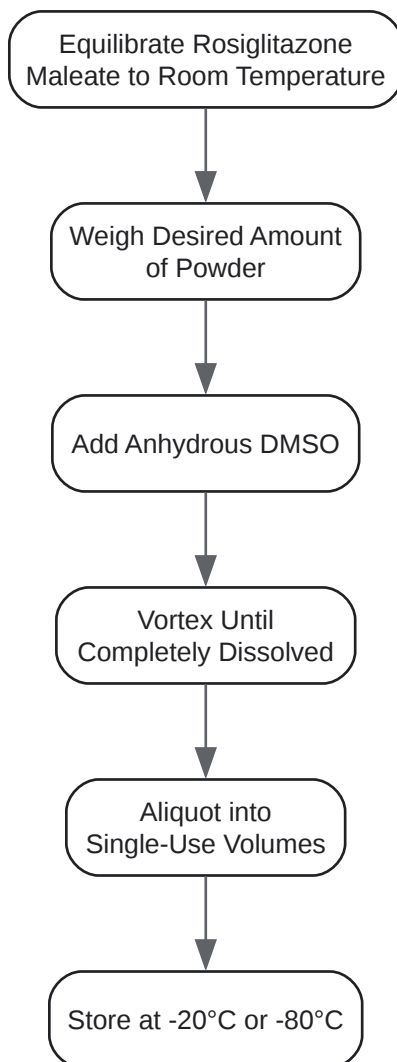 Equilibrate Rosiglitazone
Maleate to Room Temperature
Weigh Desired Amount
of Powder
Add Anhydrous DMSO
Vortex Until
Completely Dissolved
Aliquot into
Single-Use Volumes
Store at -20°C or -80°C